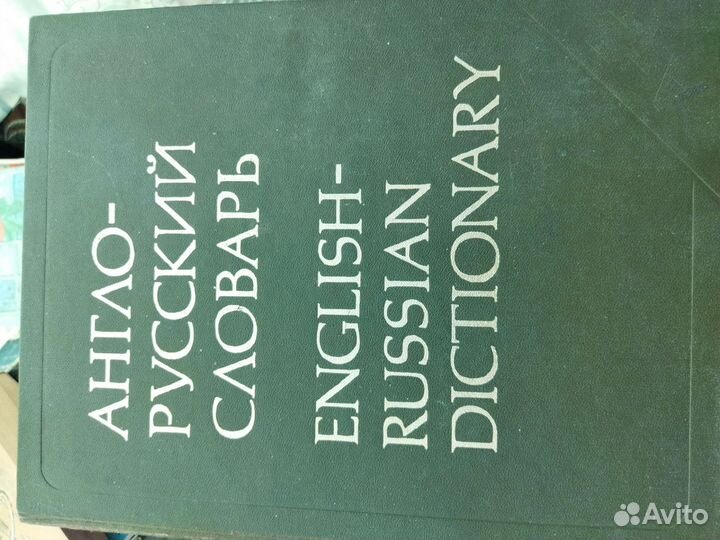 АНГЛО-
РУССКИЙ
СЛОВАРЬ
ENGLISH-
RUSSIAN
DICTIONARY
Avito